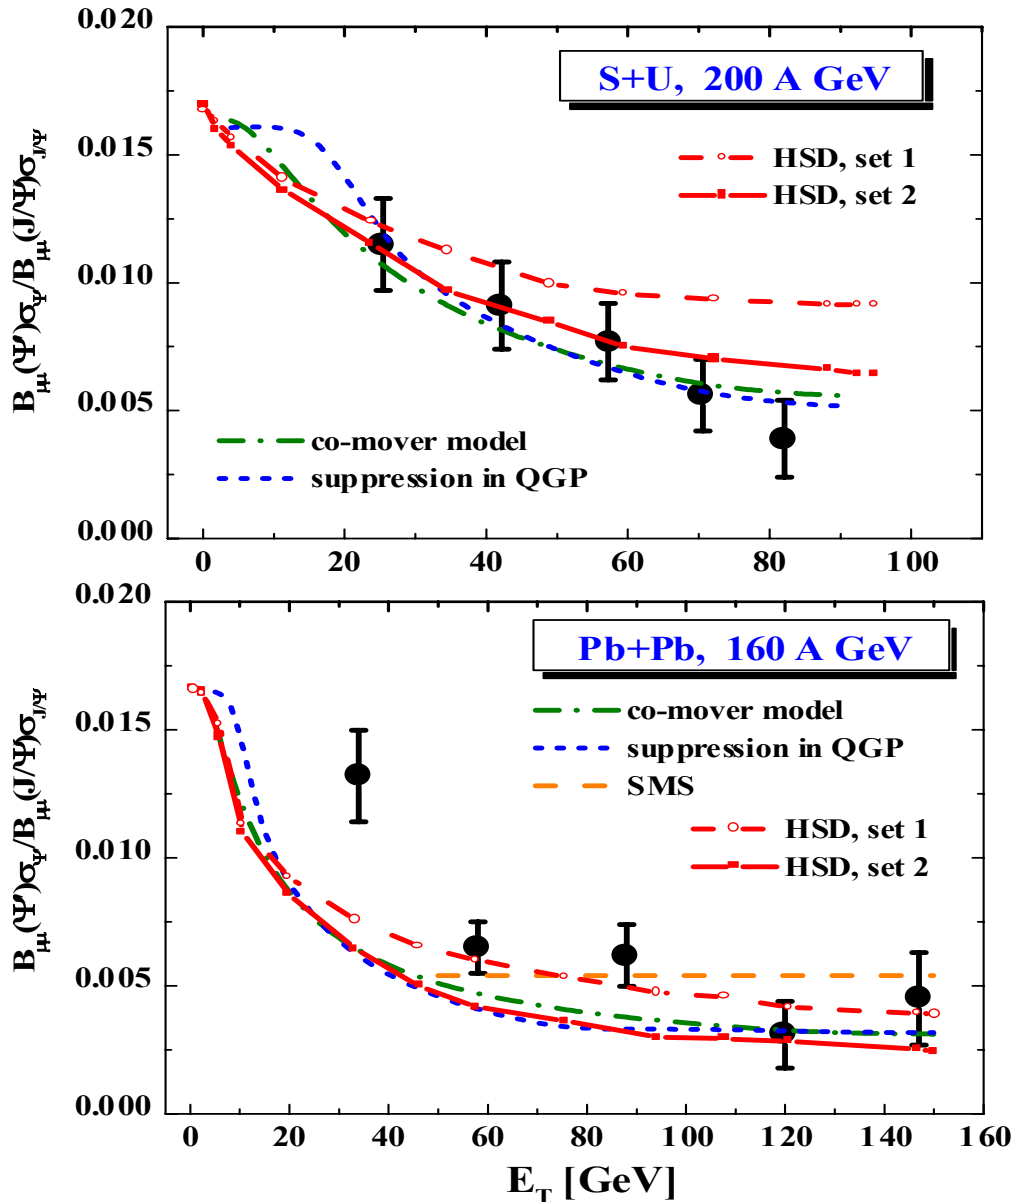 S+U, 200 A GeV
HSD, set 1
HSD, set 2
co-mover model
suppression in QGP
B_μμ(Ψ')σ_Ψ'/B_μμ(J/Ψ)σ_J/Ψ
0.020
0.015
0.010
0.005
0.000
0 20 40 60 80 100
Pb+Pb, 160 A GeV
co-mover model
suppression in QGP
SMS
HSD, set 1
HSD, set 2
B_μμ(Ψ')σ_Ψ'/B_μμ(J/Ψ)σ_J/Ψ
0.020
0.015
0.010
0.005
0.000
0 20 40 60 80 100 120 140 160
E_T [GeV]